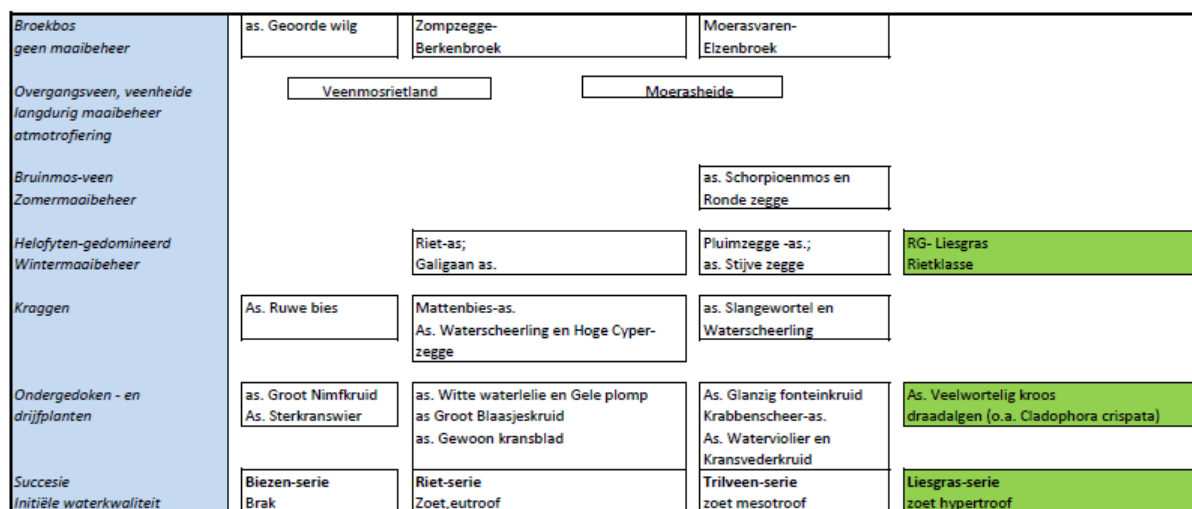 Broekbos
geen maaibeheer
as. Geoorde wilg
Zompzegge-
Berkenbroek
Moerasvaren-
Elzenbroek
Overgangsveen, veenheide
langdurig maaibeheer
atmotrofiering
Veenmosrietland
Moerasheide
Bruinmos-veen
Zomermaaibeheer
as. Schorpioenmos en
Ronde zegge
Helofyten-gedomineerd
Wintermaaibeheer
Riet-as;
Galigaan as.
Pluimzegge -as.;
as. Stijve zegge
RG- Liesgras
Rietklasse
Kraggen
As. Ruwe bies
Mattenbies-as.
As. Waterscheerling en Hoge Cyper-
zegge
as. Slangewortel en
Waterscheerling
Ondergedoken - en
drijfplanten
as. Groot Nimfkruid
As. Sterkranswier
as. Witte waterlelie en Gele plomp
as Groot Blaasjeskruid
as. Gewoon kransblad
As. Glanzig fonteinkruid
Krabbenscheer-as.
As. Waterviolier en
Kransvederkruid
As. Veelwortelig kroos
draadalgen (o.a. Cladophora crispata)
Succesie
Initiële waterkwaliteit
Biezen-serie
Brak
Riet-serie
Zoet,eutroof
Trilveen-serie
zoet mesotroof
Liesgras-serie
zoet hypertroof